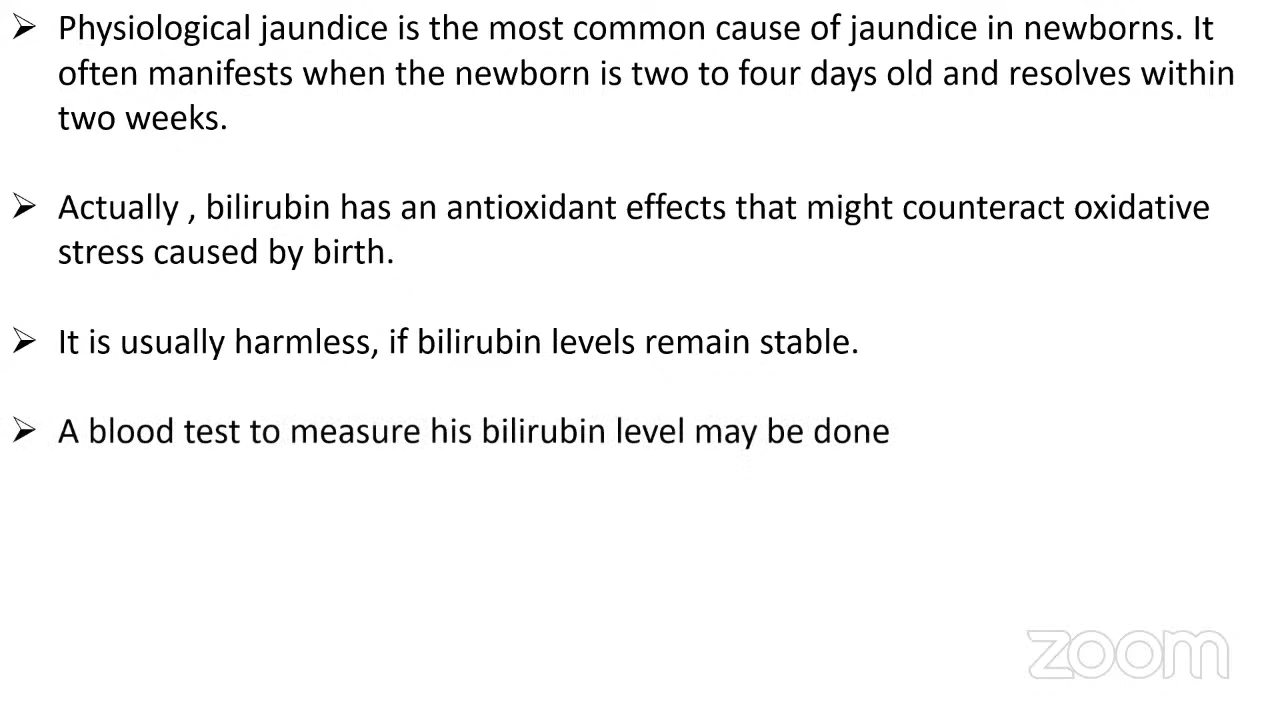 ➢ Physiological jaundice is the most common cause of jaundice in newborns. It
often manifests when the newborn is two to four days old and resolves within
two weeks.
➢ Actually , bilirubin has an antioxidant effects that might counteract oxidative
stress caused by birth.
➢ It is usually harmless, if bilirubin levels remain stable.
➢ A blood test to measure his bilirubin level may be done
zoom